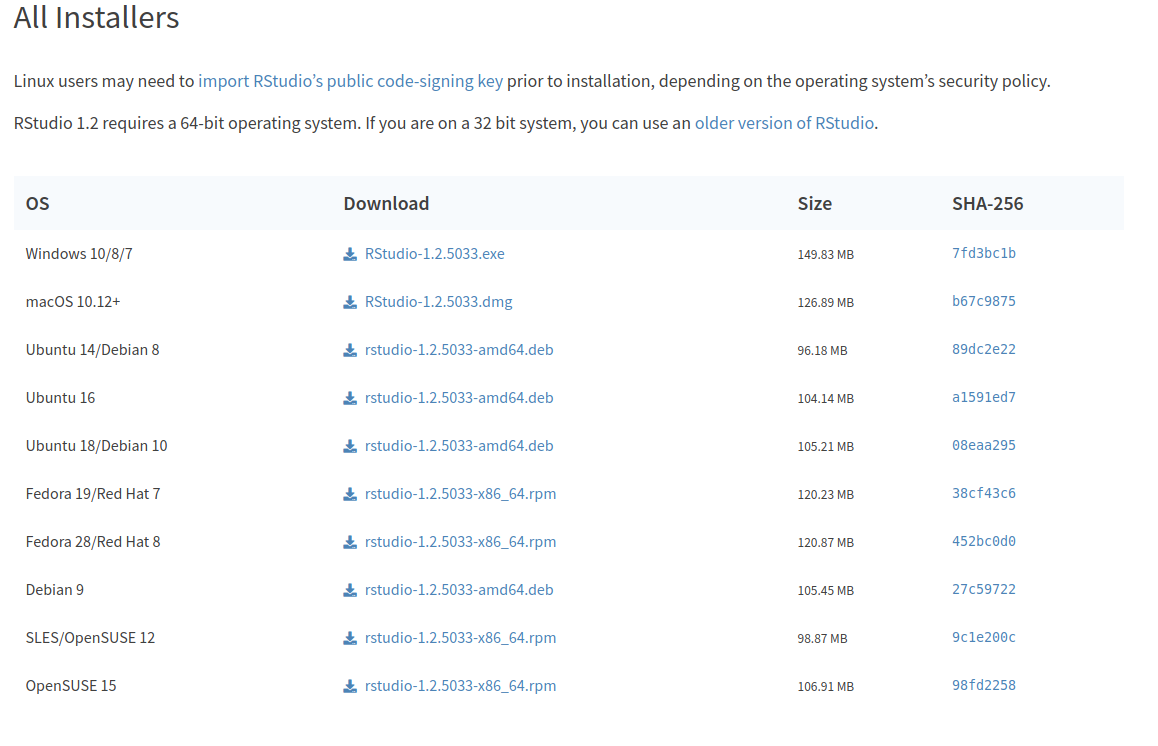 All Installers
Linux users may need to import RStudio’s public code-signing key prior to installation, depending on the operating system’s security policy.
RStudio 1.2 requires a 64-bit operating system. If you are on a 32 bit system, you can use an older version of RStudio.
OS Download Size SHA-256
Windows 10/8/7 RStudio-1.2.5033.exe 149.83 MB 7fd3bc1b
macOS 10.12+ RStudio-1.2.5033.dmg 126.89 MB b67c9875
Ubuntu 14/Debian 8 rstudio-1.2.5033-amd64.deb 96.18 MB 89dc2e22
Ubuntu 16 rstudio-1.2.5033-amd64.deb 104.14 MB a1591ed7
Ubuntu 18/Debian 10 rstudio-1.2.5033-amd64.deb 105.21 MB 08eaa295
Fedora 19/Red Hat 7 rstudio-1.2.5033-x86_64.rpm 120.23 MB 38cf43c6
Fedora 28/Red Hat 8 rstudio-1.2.5033-x86_64.rpm 120.87 MB 452bc0d0
Debian 9 rstudio-1.2.5033-amd64.deb 105.45 MB 27c59722
SLES/OpenSUSE 12 rstudio-1.2.5033-x86_64.rpm 98.87 MB 9c1e200c
OpenSUSE 15 rstudio-1.2.5033-x86_64.rpm 106.91 MB 98fd2258